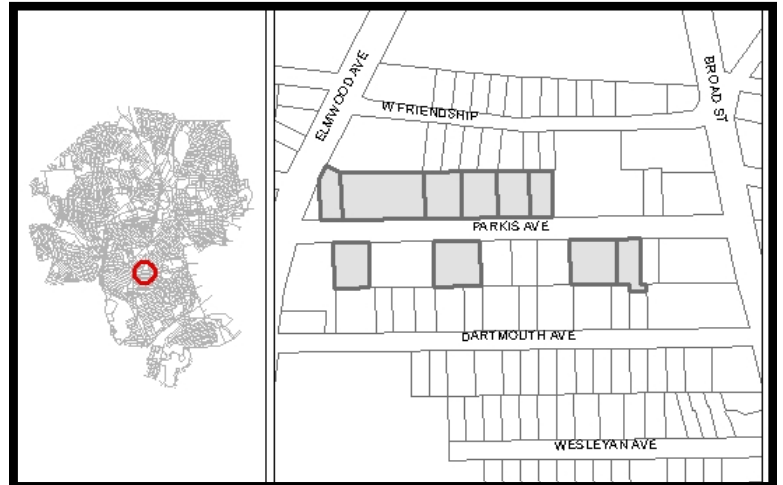 ELMWOOD AVE
BROAD ST
W FRIENDSHIP
PARKIS AVE
DARTMOUTH AVE
WESLEYAN AVE